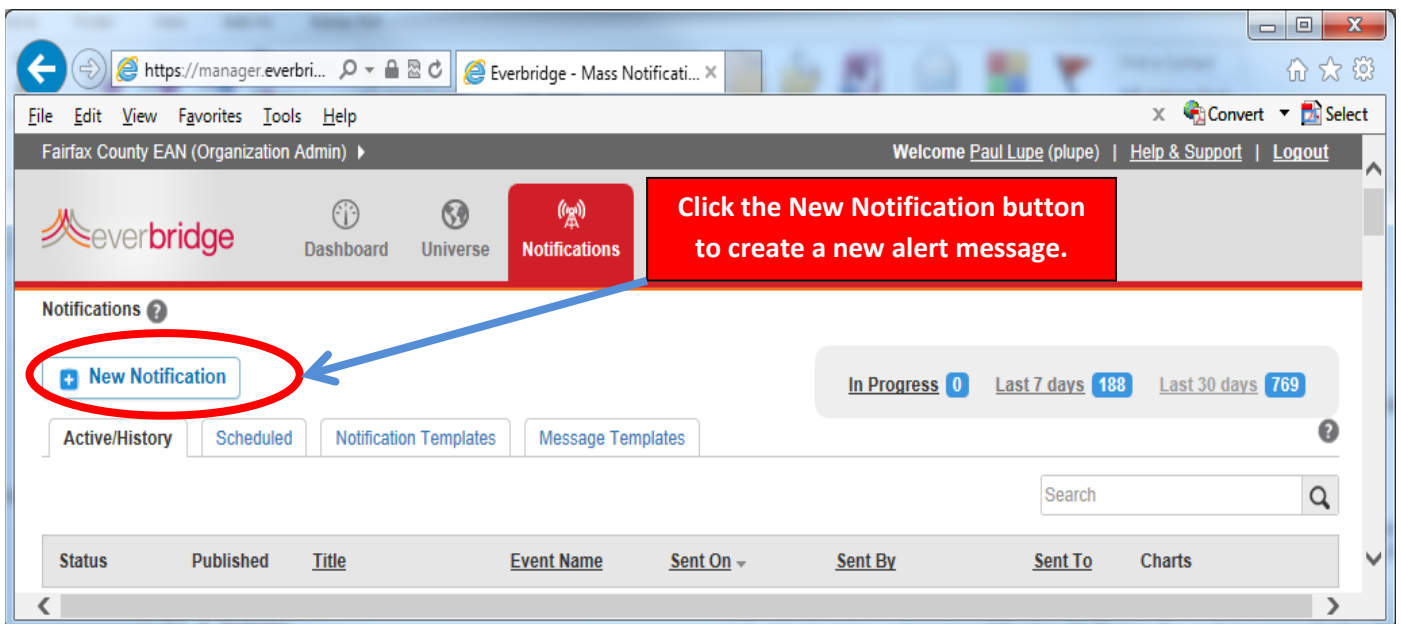 https://manager.everbri...
Everbridge - Mass Notificati... X
File Edit View Favorites Tools Help
x Convert Select
Fairfax County EAN (Organization Admin)
Welcome Paul Lupe (plupe) | Help & Support | Logout
everbridge
Dashboard
Universe
Notifications
Click the New Notification button
to create a new alert message.
Notifications ?
+ New Notification
In Progress 0 Last 7 days 188 Last 30 days 769
Active/History Scheduled Notification Templates Message Templates ?
Search
Status Published Title Event Name Sent On Sent By Sent To Charts